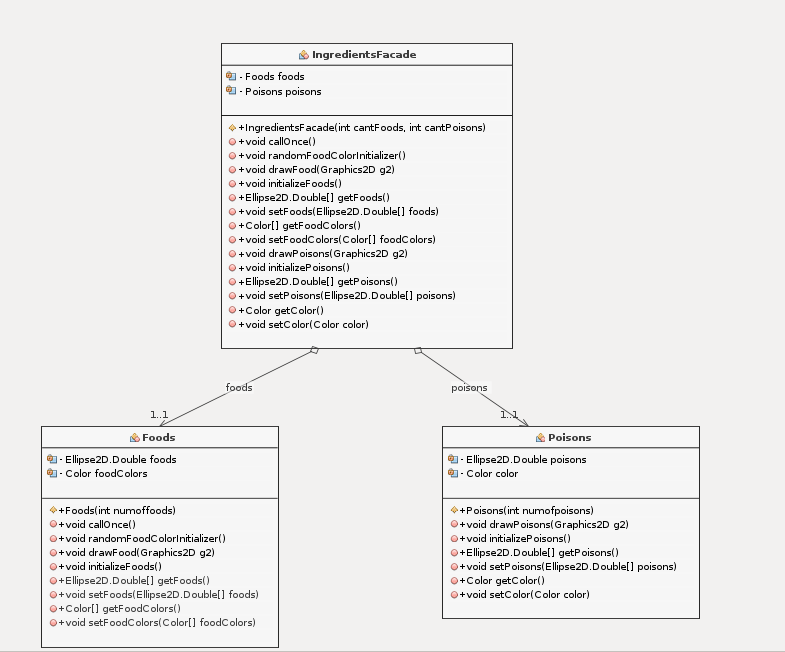 IngredientsFacade
- Foods foods
- Poisons poisons
+IngredientsFacade(int cantFoods, int cantPoisons)
+void callOnce()
+void randomFoodColorInitializer()
+void drawFood(Graphics2D g2)
+void initializeFoods()
+Ellipse2D.Double[] getFoods()
+void setFoods(Ellipse2D.Double[] foods)
+Color[] getFoodColors()
+void setFoodColors(Color[] foodColors)
+void drawPoisons(Graphics2D g2)
+void initializePoisons()
+Ellipse2D.Double[] getPoisons()
+void setPoisons(Ellipse2D.Double[] poisons)
+Color getColor()
+void setColor(Color color)
foods
poisons
1..1
1..1
Foods
- Ellipse2D.Double foods
- Color foodColors
+Foods(int numoffoods)
+void callOnce()
+void randomFoodColorInitializer()
+void drawFood(Graphics2D g2)
+void initializeFoods()
+Ellipse2D.Double[] getFoods()
+void setFoods(Ellipse2D.Double[] foods)
+Color[] getFoodColors()
+void setFoodColors(Color[] foodColors)
Poisons
- Ellipse2D.Double poisons
- Color color
+Poisons(int numofpoisons)
+void drawPoisons(Graphics2D g2)
+void initializePoisons()
+Ellipse2D.Double[] getPoisons()
+void setPoisons(Ellipse2D.Double[] poisons)
+Color getColor()
+void setColor(Color color)